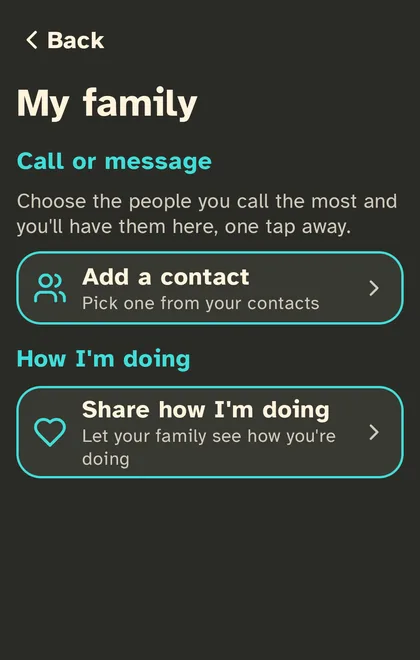 Back
My family
Call or message
Choose the people you call the most and
you'll have them here, one tap away.
Add a contact
Pick one from your contacts
How I'm doing
Share how I'm doing
Let your family see how you're
doing